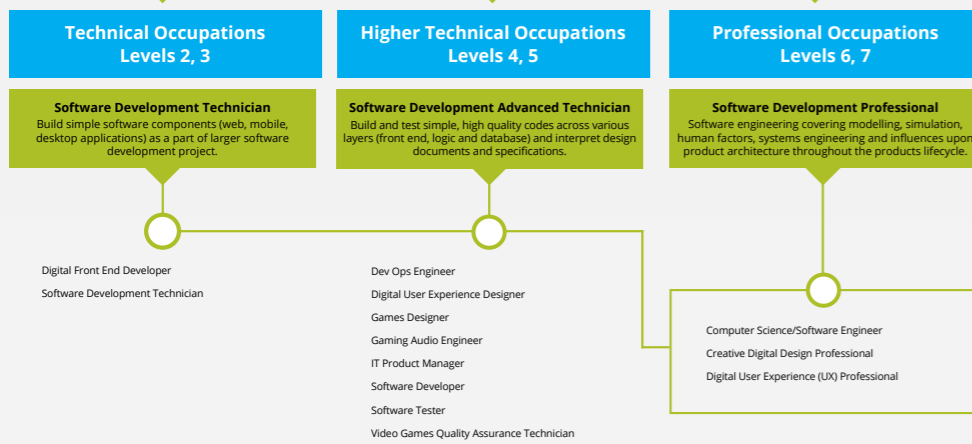 Technical Occupations
Levels 2, 3
Higher Technical Occupations
Levels 4, 5
Professional Occupations
Levels 6, 7
Software Development Technician
Build simple software components (web, mobile,
desktop applications) as a part of larger software
development project.
Software Development Advanced Technician
Build and test simple, high quality codes across various
layers (front end, logic and database) and interpret design
documents and specifications.
Software Development Professional
Software engineering covering modelling, simulation,
human factors, systems engineering and influences upon
product architecture throughout the products lifecycle.
Digital Front End Developer
Software Development Technician
Dev Ops Engineer
Digital User Experience Designer
Games Designer
Gaming Audio Engineer
IT Product Manager
Software Developer
Software Tester
Video Games Quality Assurance Technician
Computer Science/Software Engineer
Creative Digital Design Professional
Digital User Experience (UX) Professional